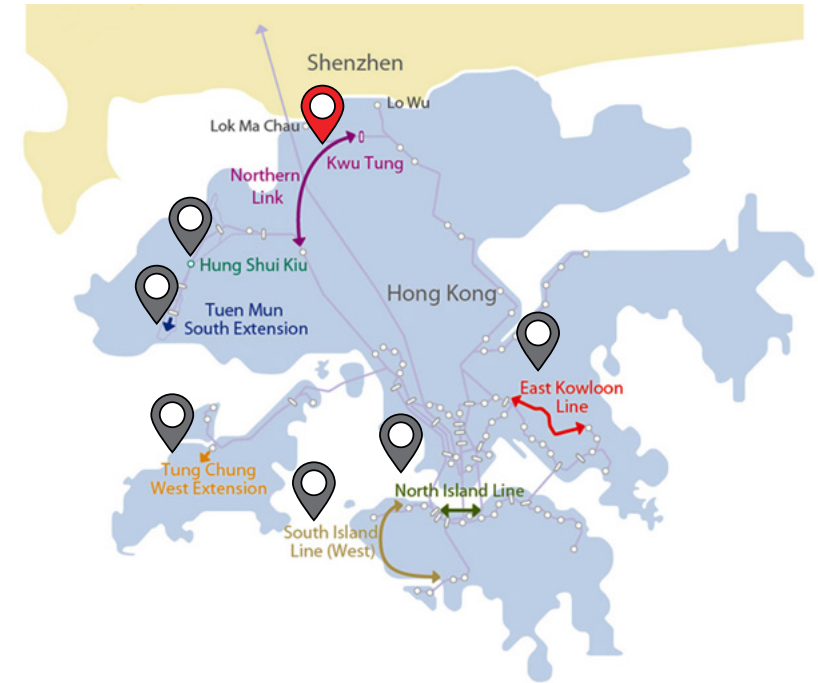 Shenzhen
Lo Wu
Lok Ma Chau
Kwu Tung
Northern
Link
Hung Shui Kiu
Hong Kong
Tuen Mun
South Extension
East Kowloon
Line
Tung Chung
West Extension
North Island Line
South Island
Line (West)